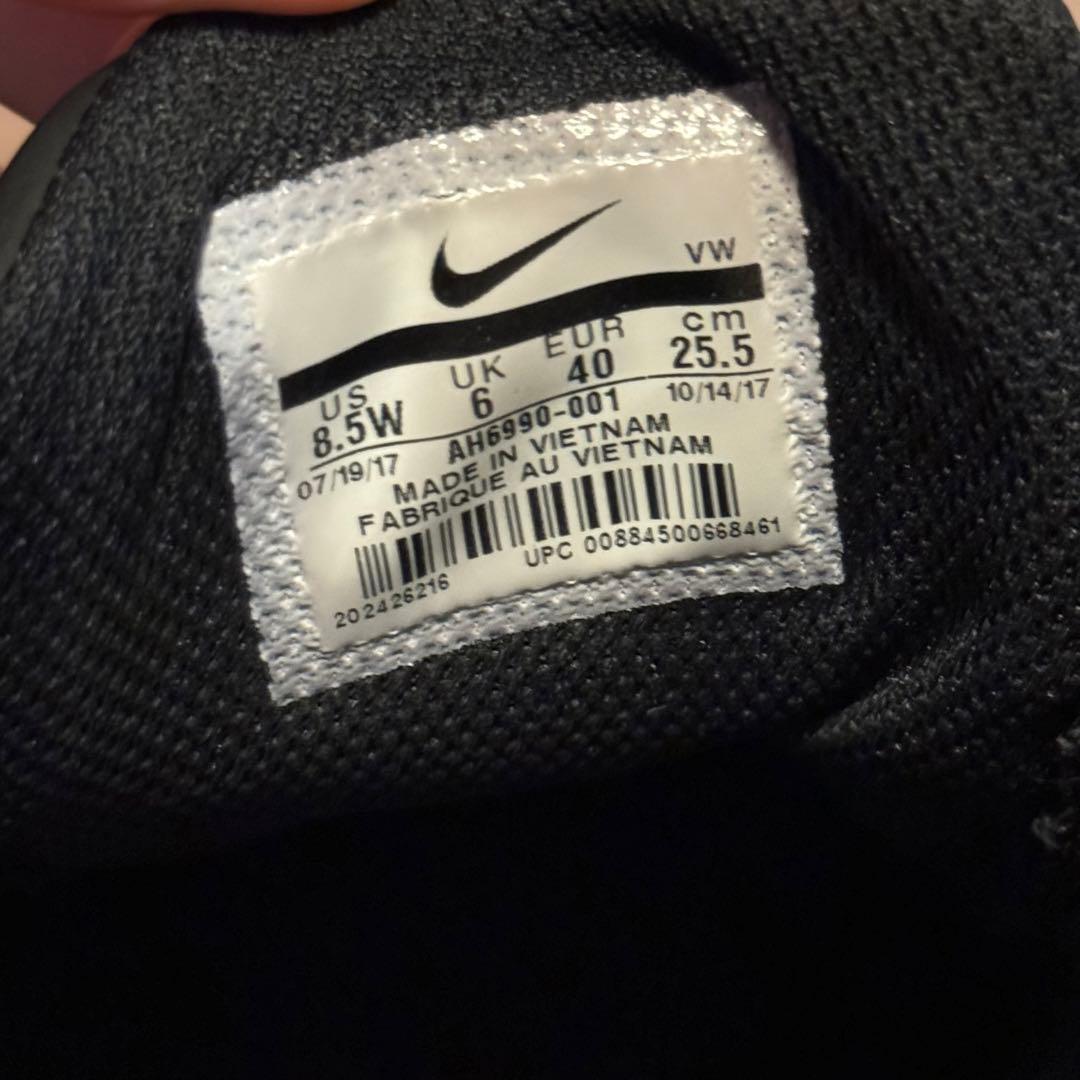 VW
US UK EUR cm
8.5W 6 40 25.5
07/19/17 AH6990-001 10/14/17
MADE IN VIETNAM
FABRIQUE AU VIETNAM
202426216 UPC 00884500668461